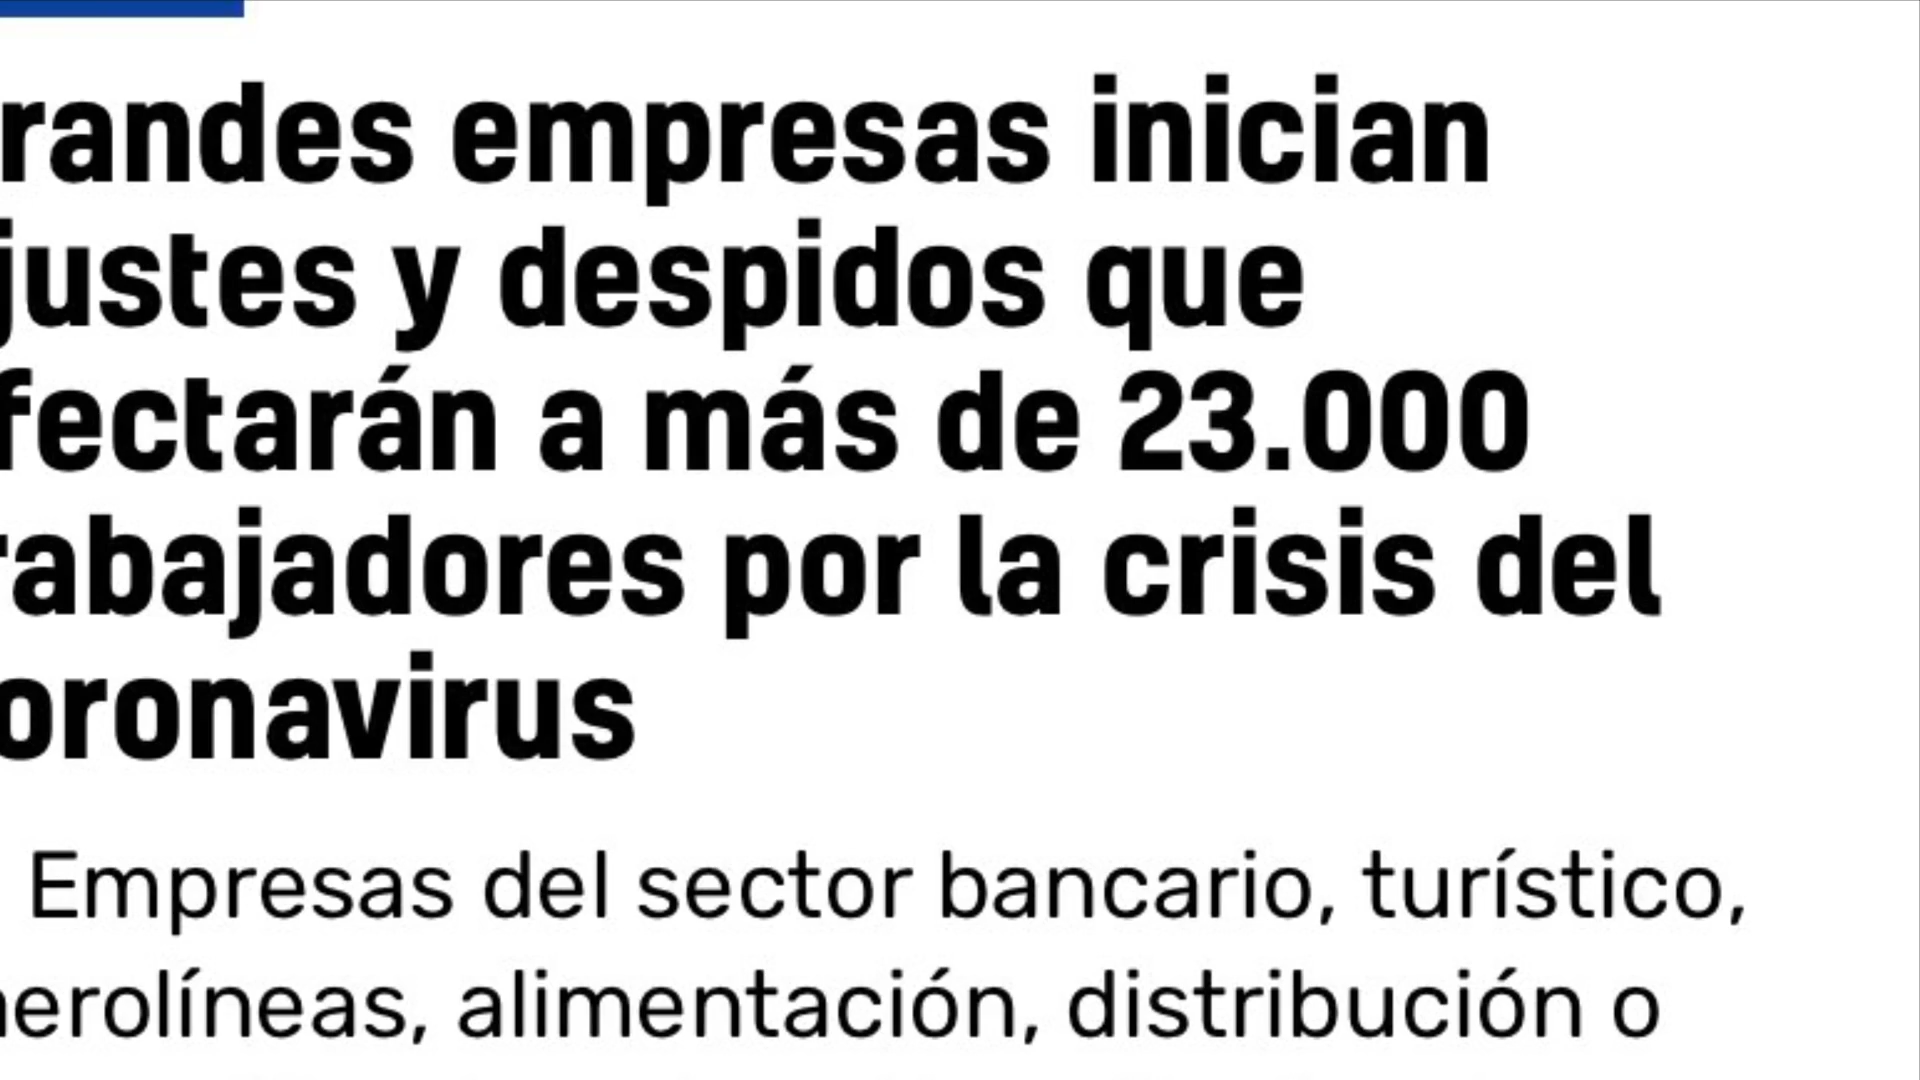 randes empresas inician
justes y despidos que
fectarán a más de 23.000
rabajadores por la crisis del
oronavirus
Empresas del sector bancario, turístico,
aerolíneas, alimentación, distribución o